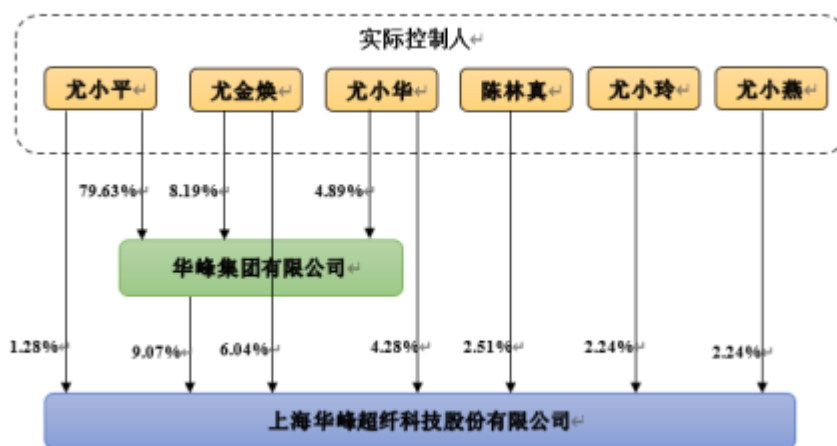 实际控制人
尤小平 尤金焕 尤小华 陈林真 尤小玲 尤小燕
79.63% 8.19% 4.89%
华峰集团有限公司
1.28% 9.07% 6.04% 4.28% 2.51% 2.24% 2.24%
上海华峰超纤科技股份有限公司